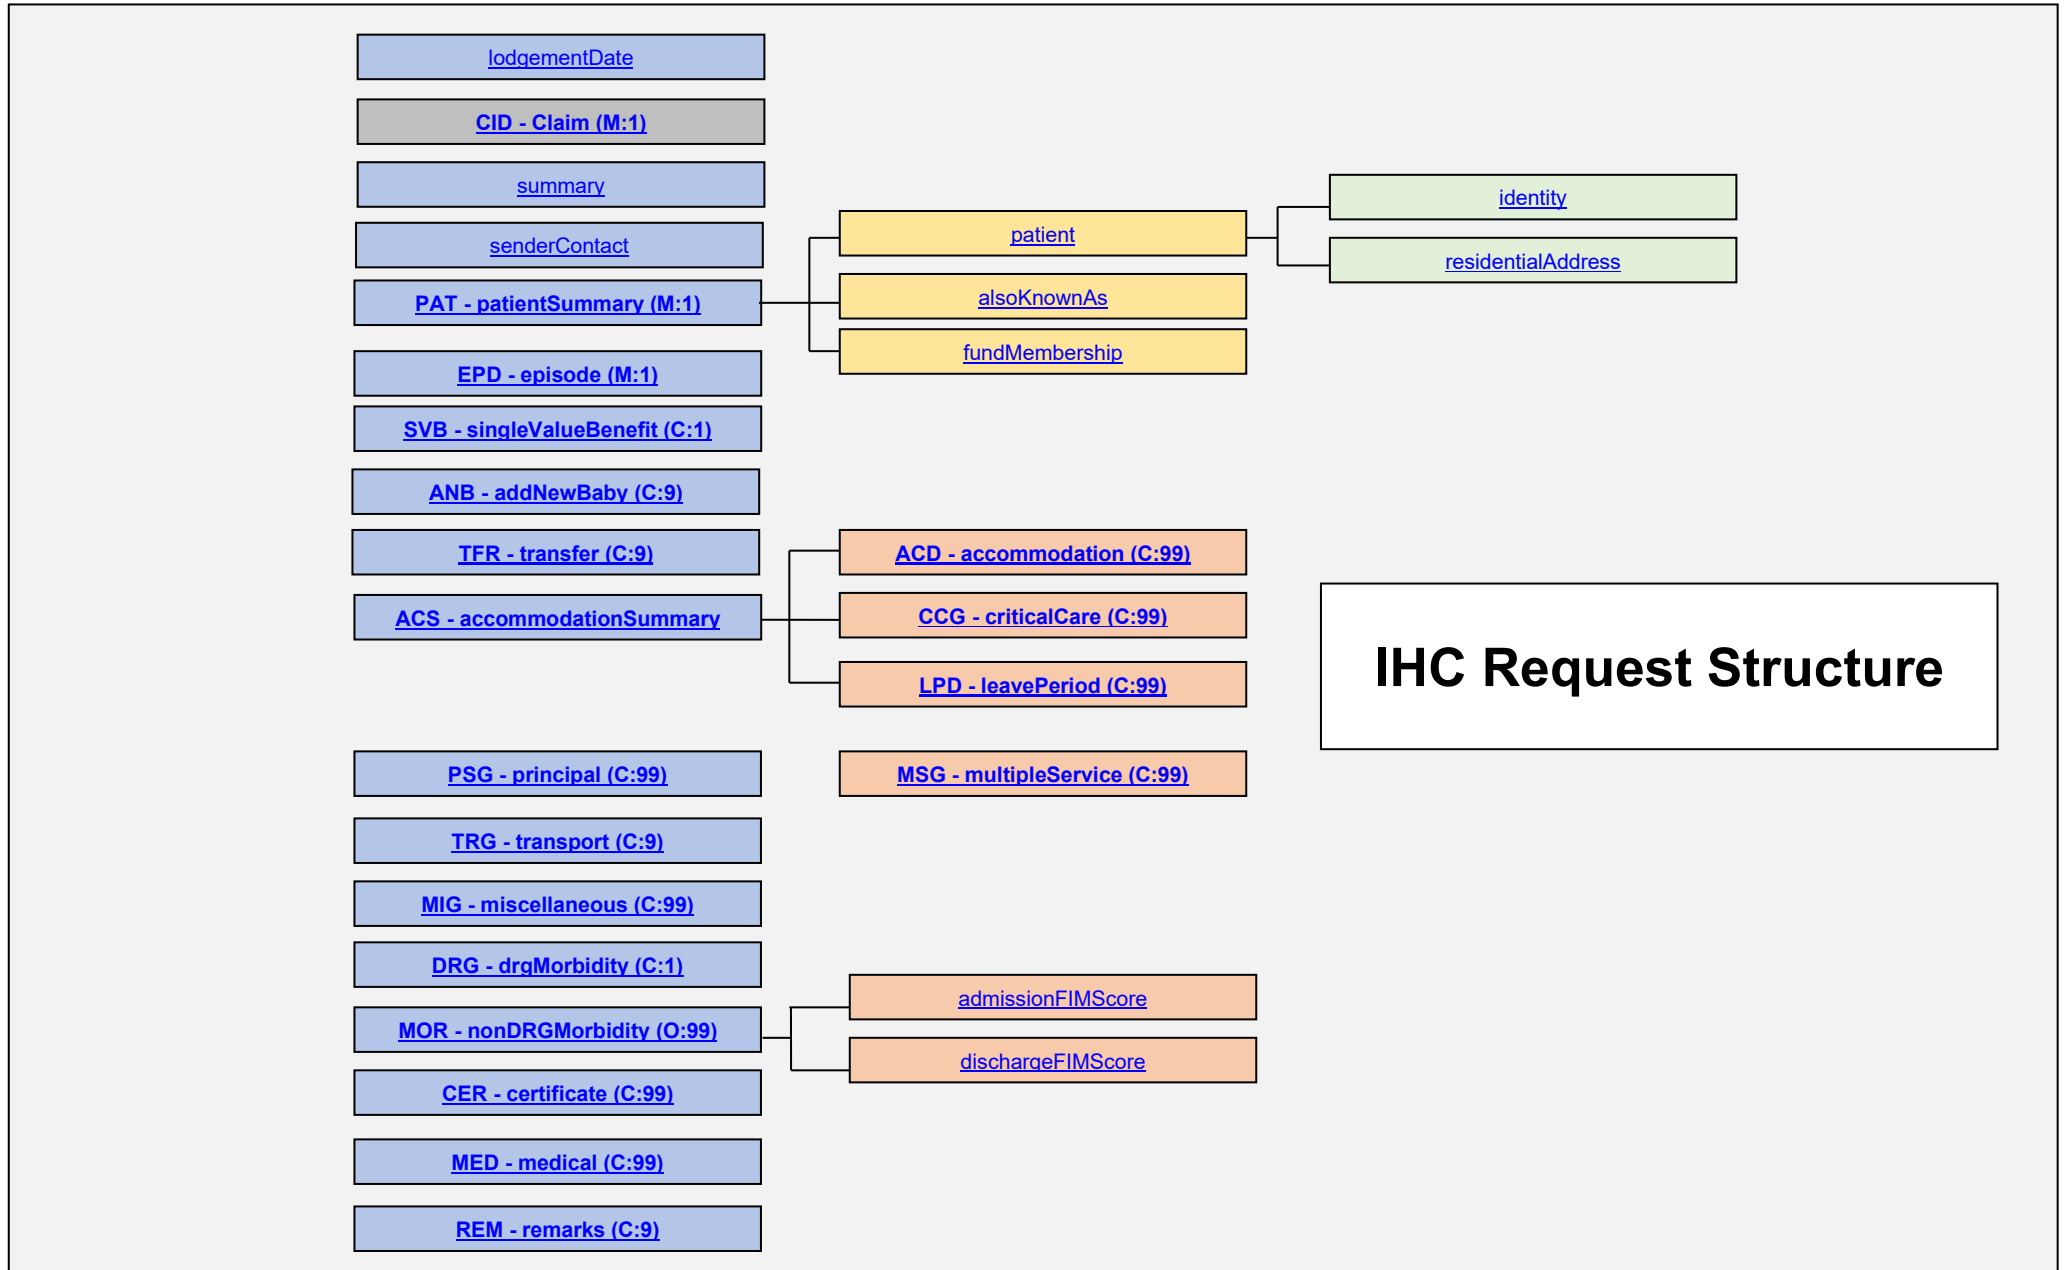 lodgementDate
CID - Claim (M:1)
summary
senderContact
PAT - patientSummary (M:1)
patient
alsoKnownAs
fundMembership
identity
residentialAddress
EPD - episode (M:1)
SVB - singleValueBenefit (C:1)
ANB - addNewBaby (C:9)
TFR - transfer (C:9)
ACS - accommodationSummary
ACD - accommodation (C:99)
CCG - criticalCare (C:99)
LPD - leavePeriod (C:99)
IHC Request Structure
PSG - principal (C:99)
MSG - multipleService (C:99)
TRG - transport (C:9)
MIG - miscellaneous (C:99)
DRG - drgMorbidity (C:1)
MOR - nonDRGMorbidity (O:99)
admissionFIMScore
dischargeFIMScore
CER - certificate (C:99)
MED - medical (C:99)
REM - remarks (C:9)